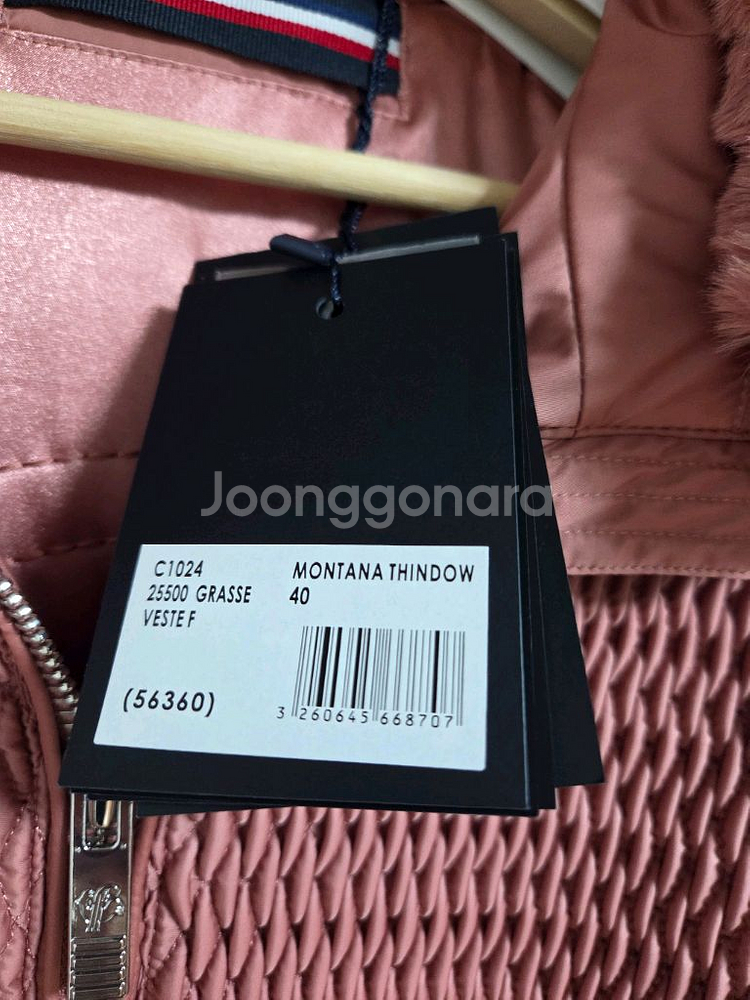 Joonggonara
C1024
25500 GRASSE
VESTE F
(56360)
MONTANA THINDOW
40
3 260645 668707